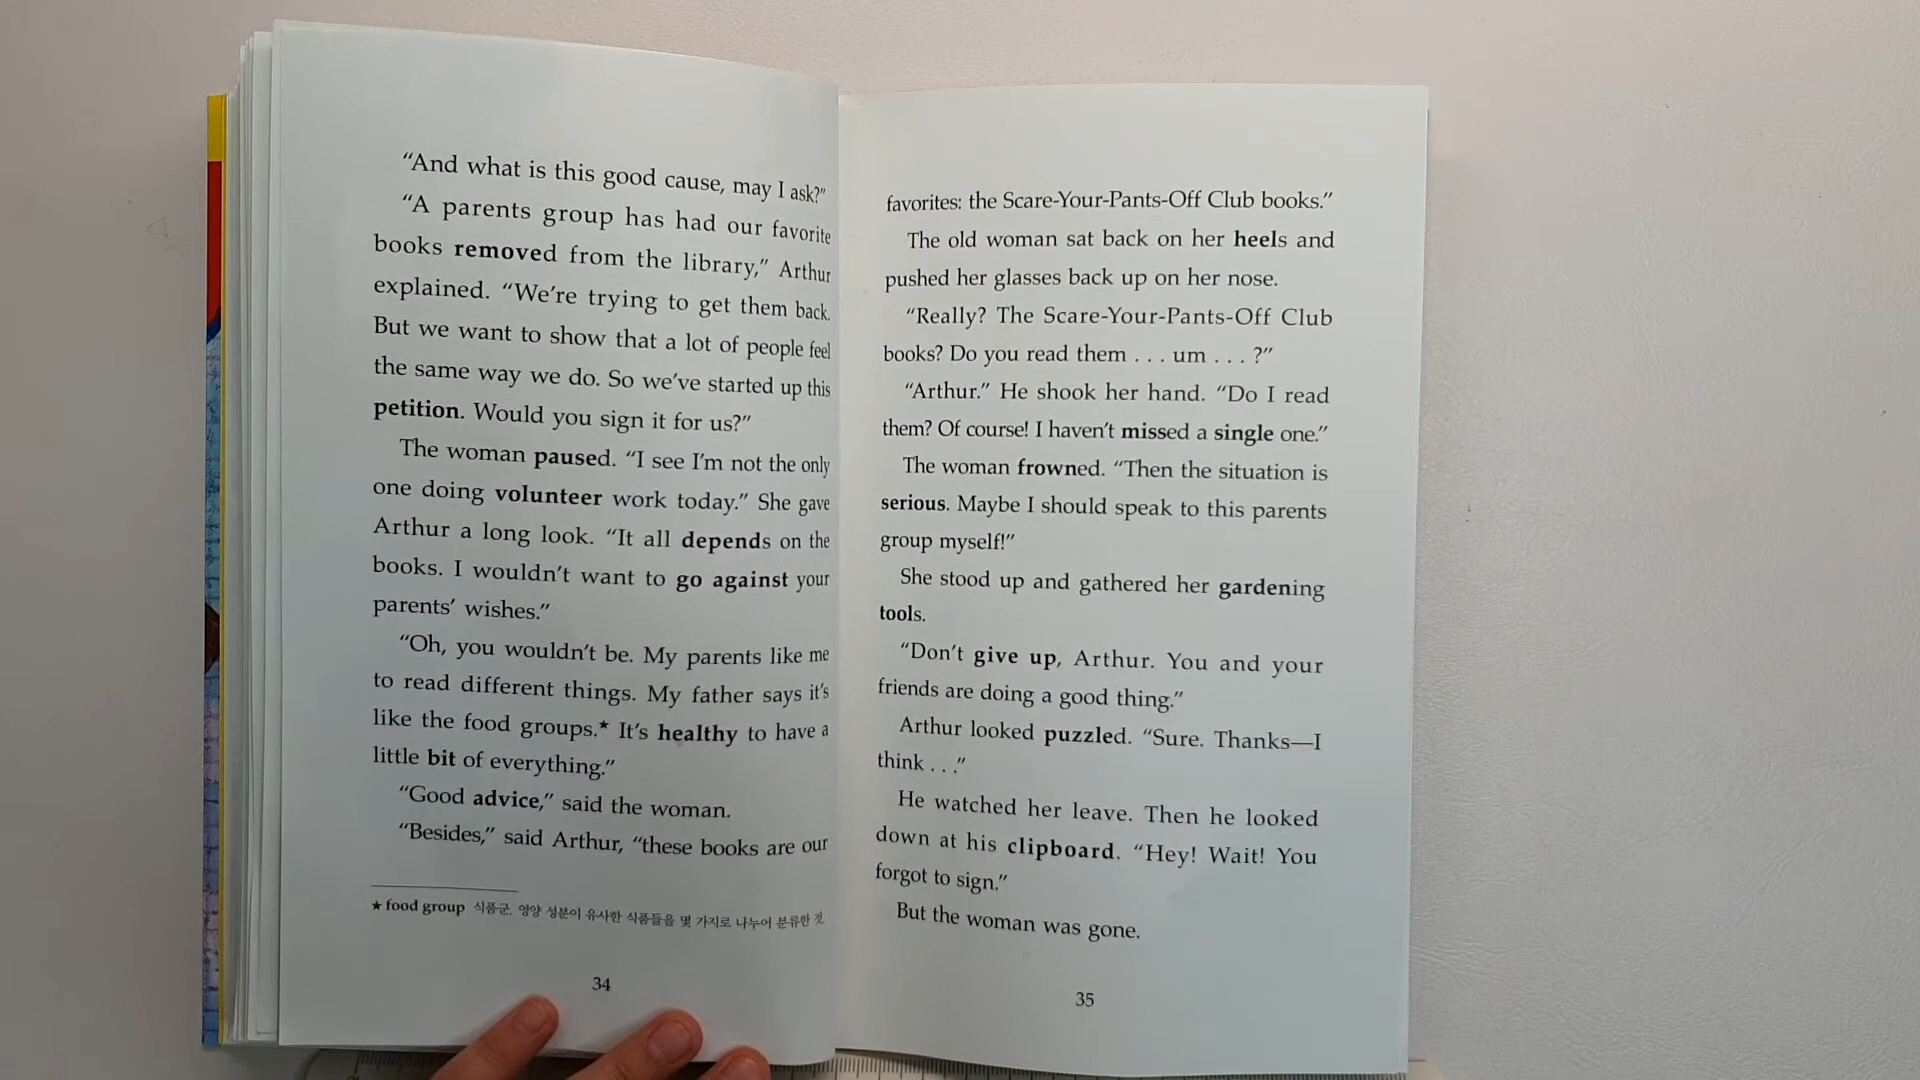 “And what is this good cause, may I ask?”
“A parents group has had our favorite
books removed from the library,” Arthur
explained. “We’re trying to get them back.
But we want to show that a lot of people feel
the same way we do. So we’ve started up this
petition. Would you sign it for us?”
The woman paused. “I see I’m not the only
one doing volunteer work today.” She gave
Arthur a long look. “It all depends on the
books. I wouldn’t want to go against your
parents’ wishes.”
“Oh, you wouldn’t be. My parents like me
to read different things. My father says it’s
like the food groups.★ It’s healthy to have a
little bit of everything.”
“Good advice,” said the woman.
“Besides,” said Arthur, “these books are our
★ food group 식품군. 영양 성분이 유사한 식품들을 몇 가지로 나누어 분류한 것
34
favorites: the Scare-Your-Pants-Off Club books.”
The old woman sat back on her heels and
pushed her glasses back up on her nose.
“Really? The Scare-Your-Pants-Off Club
books? Do you read them . . . um . . . ?”
“Arthur.” He shook her hand. “Do I read
them? Of course! I haven’t missed a single one.”
The woman frowned. “Then the situation is
serious. Maybe I should speak to this parents
group myself!”
She stood up and gathered her gardening
tools.
“Don’t give up, Arthur. You and your
friends are doing a good thing.”
Arthur looked puzzled. “Sure. Thanks—I
think . . .”
He watched her leave. Then he looked
down at his clipboard. “Hey! Wait! You
forgot to sign.”
But the woman was gone.
35